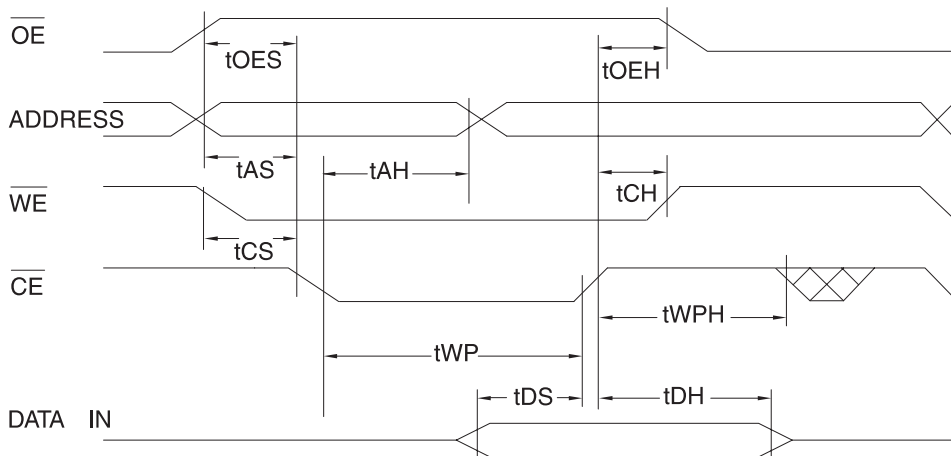 OE
tOES
tOEH
ADDRESS
tAS
tAH
WE
tCH
tCS
CE
tWPH
tWP
tDS
tDH
DATA IN